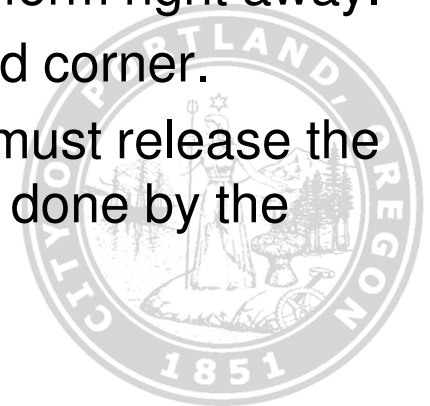 form right away.
d corner.
must release the
done by the
CITY OF PORTLAND, OREGON
1851